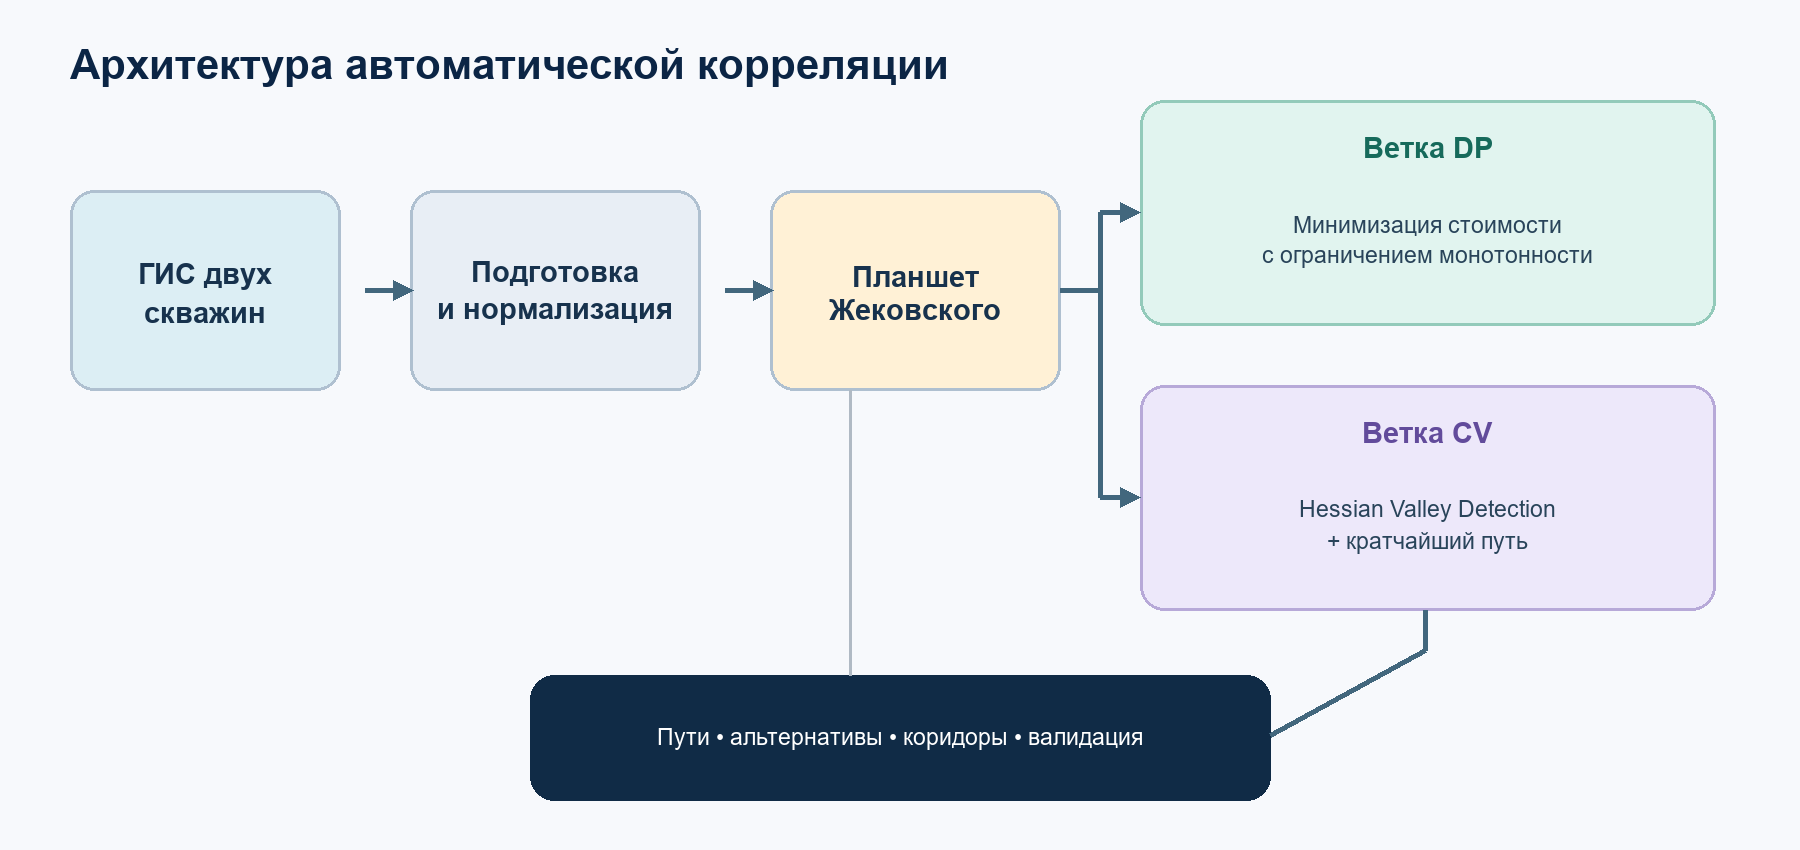 Архитектура автоматической корреляции
ГИС двух
скважин
Подготовка
и нормализация
Планшет
Жековского
Ветка DP
Минимизация стоимости
с ограничением монотонности
Ветка CV
Hessian Valley Detection
+ кратчайший путь
Пути • альтернативы • коридоры • валидация